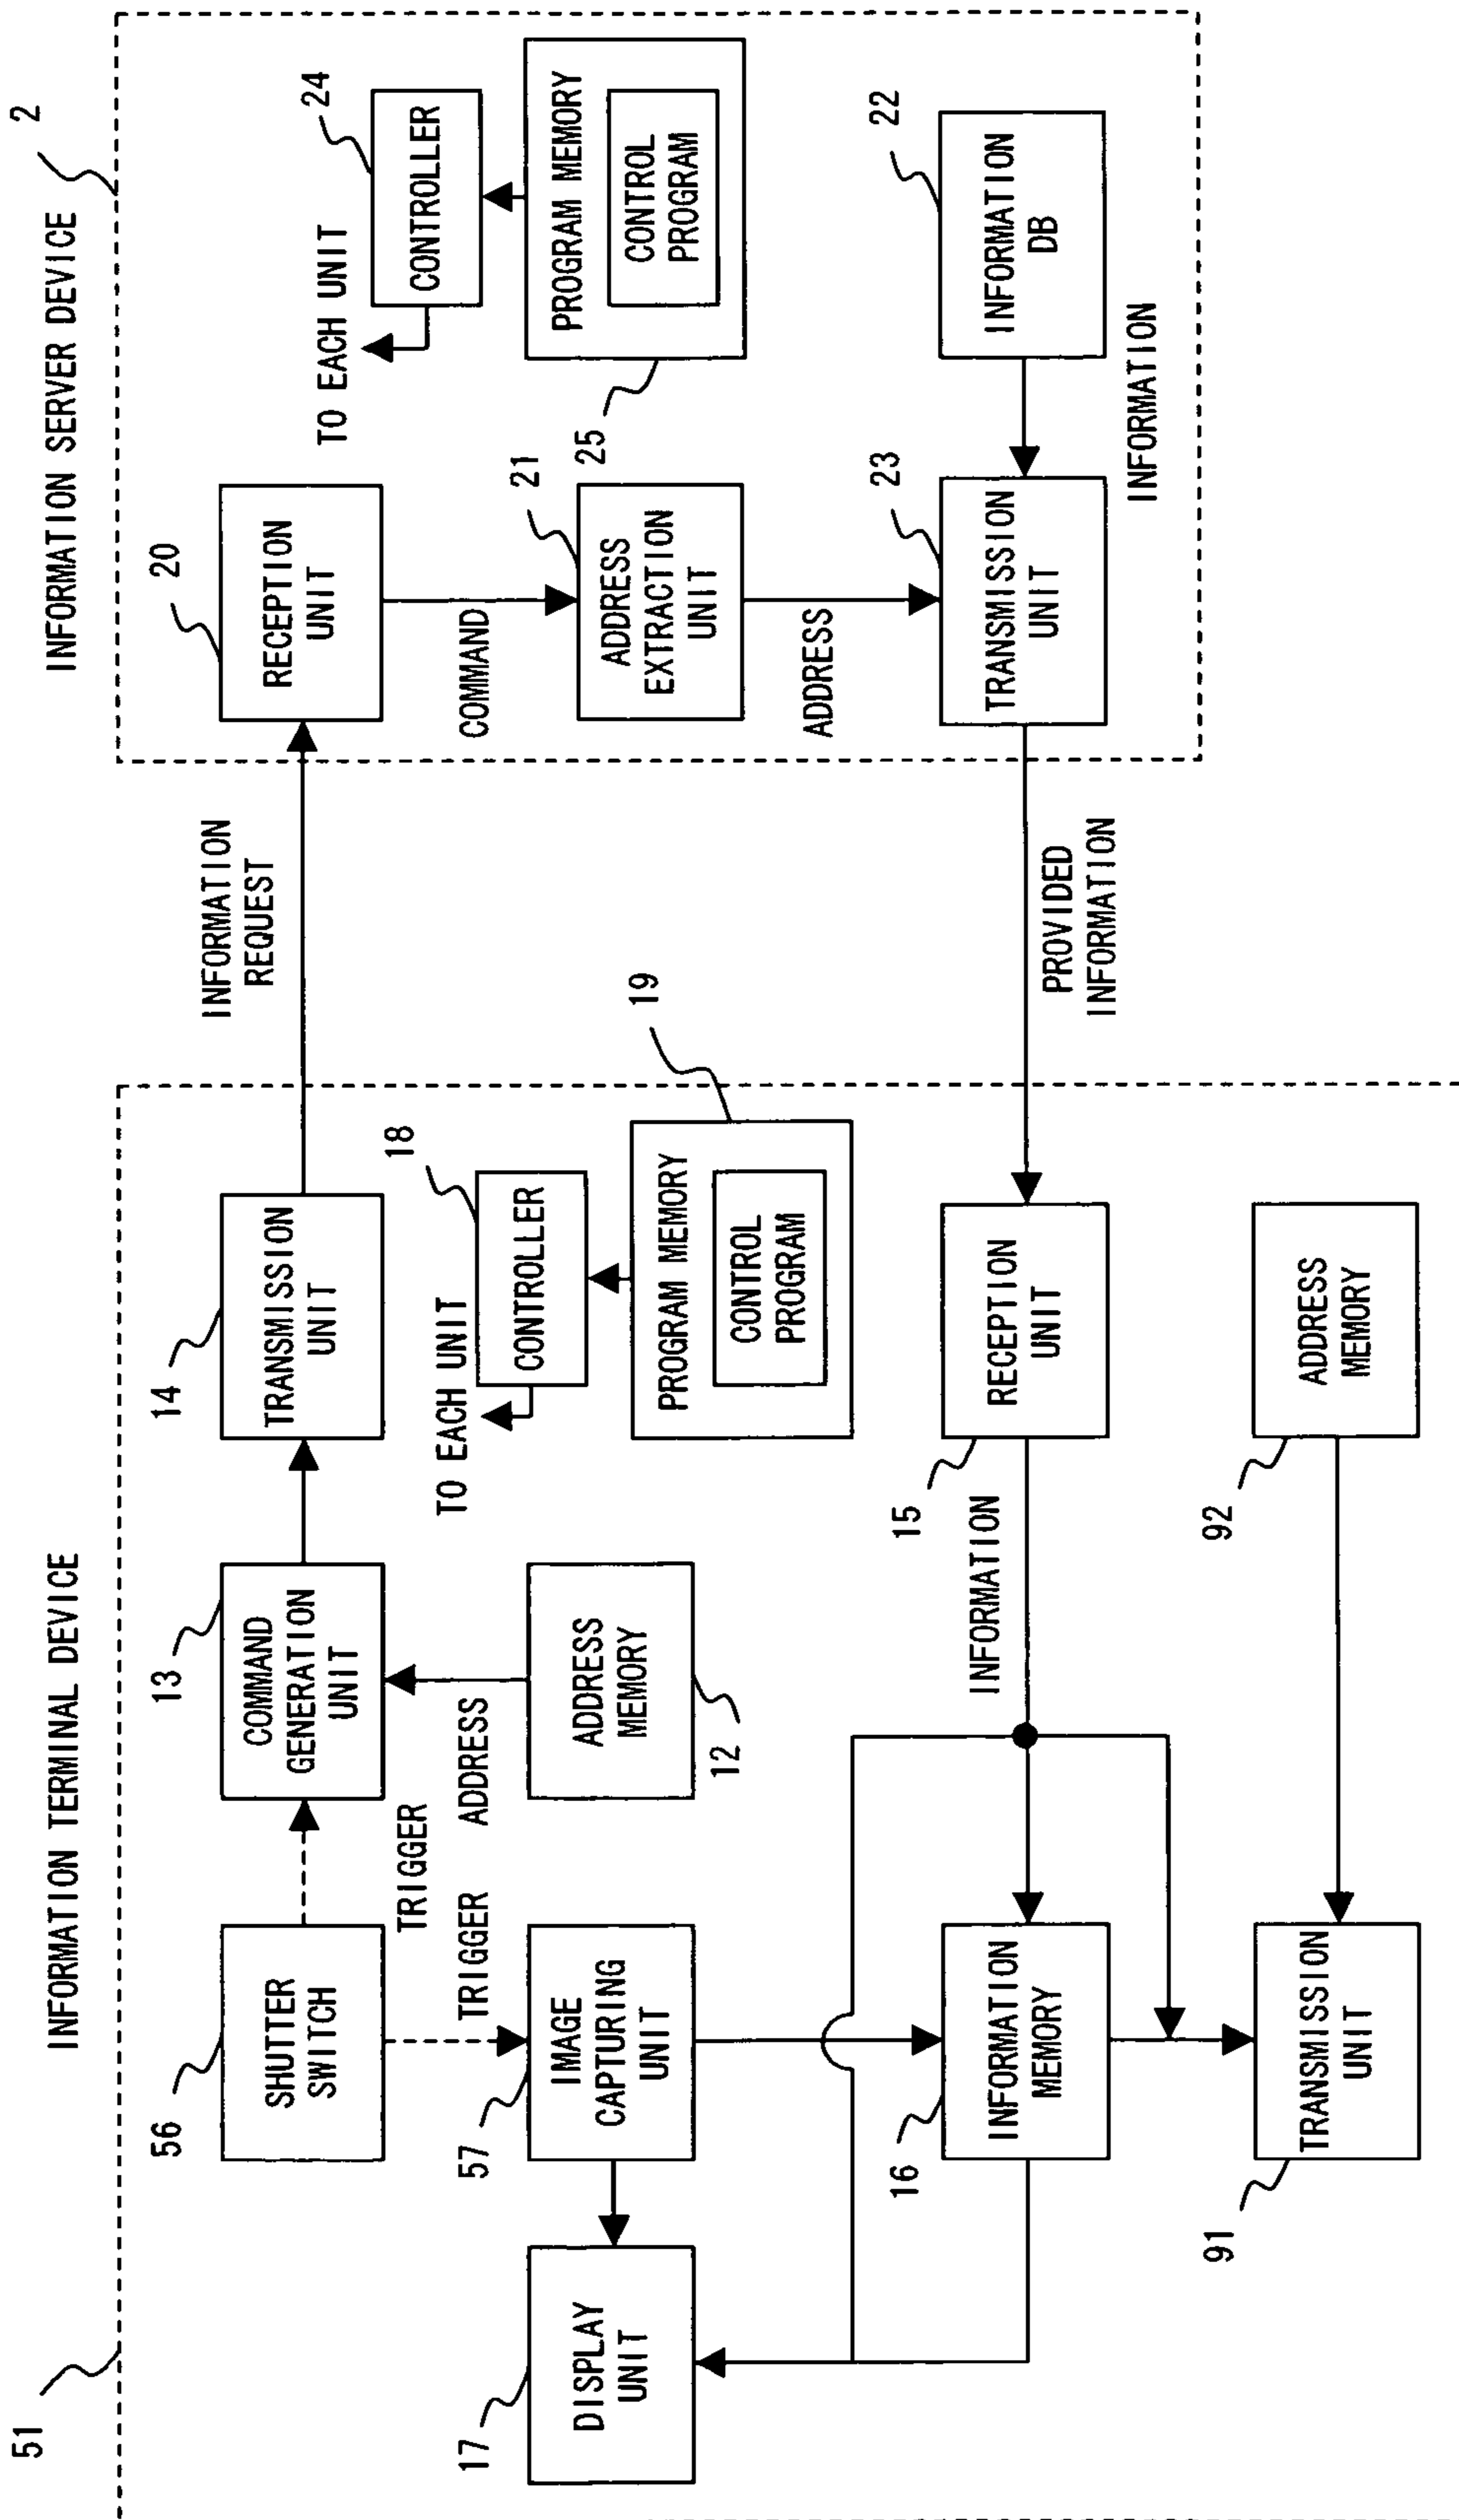 51
INFORMATION TERMINAL DEVICE
INFORMATION SERVER DEVICE
2
56
SHUTTER
SWITCH
13
COMMAND
GENERATION
UNIT
14
TRANSMISSION
UNIT
INFORMATION
REQUEST
20
RECEPTION
UNIT
TRIGGER
TRIGGER
ADDRESS
17
DISPLAY
UNIT
57
IMAGE
CAPTURING
UNIT
12
ADDRESS
MEMORY
TO EACH UNIT
18
CONTROLLER
19
PROGRAM MEMORY
CONTROL
PROGRAM
COMMAND
21
ADDRESS
EXTRACTION
UNIT
TO EACH UNIT
24
CONTROLLER
25
PROGRAM MEMORY
CONTROL
PROGRAM
ADDRESS
16
INFORMATION
MEMORY
INFORMATION
15
RECEPTION
UNIT
PROVIDED
INFORMATION
23
TRANSMISSION
UNIT
22
INFORMATION
DB
INFORMATION
91
TRANSMISSION
UNIT
92
ADDRESS
MEMORY